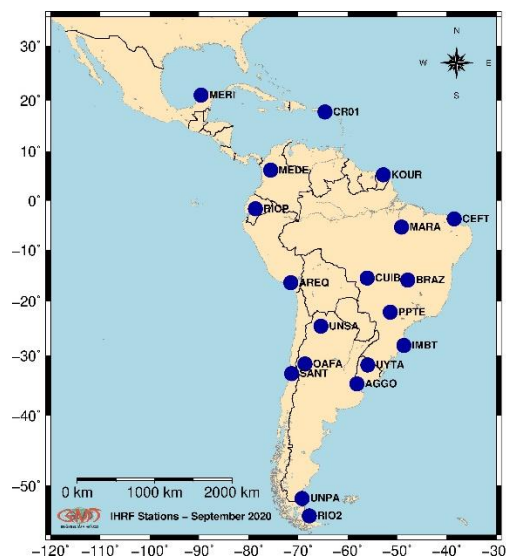 N
W E
S
30°
20°
10°
0°
−10°
−20°
−30°
−40°
−50°
MERI
CR01
MEDE
KOUR
RIOP
CEFT
MARA
AREQ
CUIB
BRAZ
UNSA
PPTE
IMBT
OAFA
UYTA
SANT
AGGO
UNPA
RIO2
0 km 1000 km 2000 km
IHRF Stations − September 2020
−120° −110° −100° −90° −80° −70° −60° −50° −40° −30°